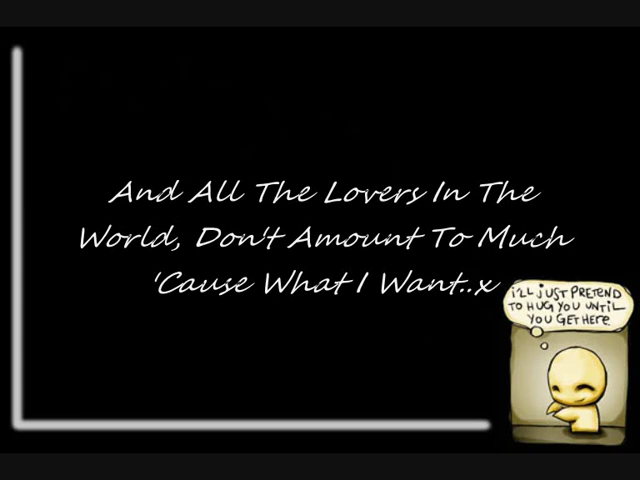 And All The Lovers In The
World, Don't Amount To Much
'Cause What I Want..x
i'LL JUST PRETEND
TO HUG YOU UNTiL
YOU GET HERE.